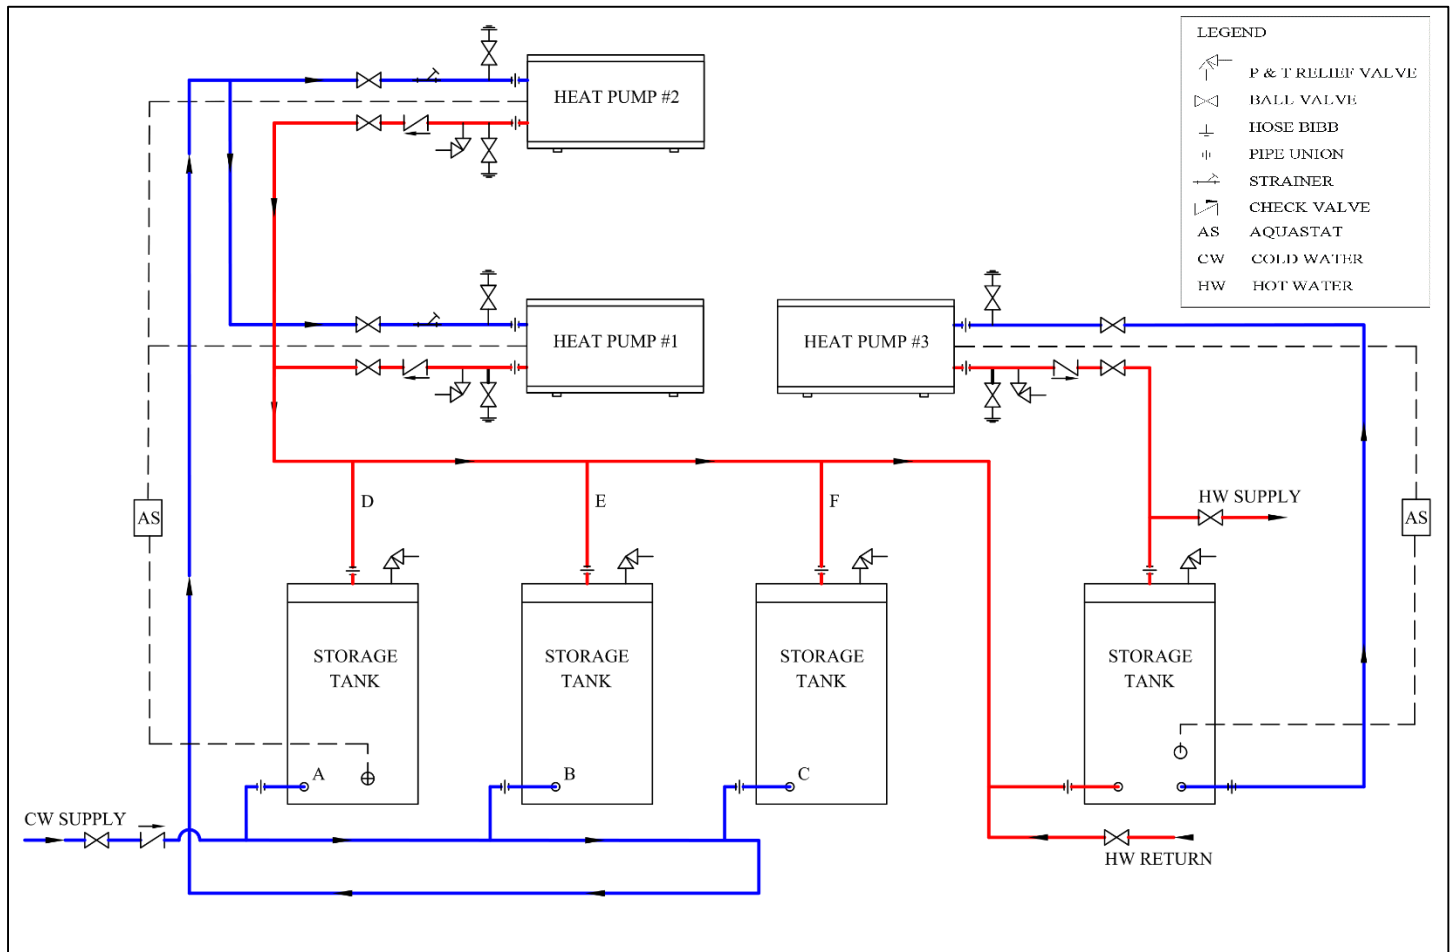 LEGEND
P & T RELIEF VALVE
BALL VALVE
HOSE BIBB
PIPE UNION
STRAINER
CHECK VALVE
AS AQUASTAT
CW COLD WATER
HW HOT WATER
HEAT PUMP #2
HEAT PUMP #1
HEAT PUMP #3
D
E
F
HW SUPPLY
AS
AS
STORAGE
TANK
STORAGE
TANK
STORAGE
TANK
STORAGE
TANK
A
B
C
CW SUPPLY
HW RETURN